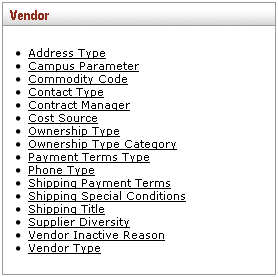 Vendor
Address Type
Campus Parameter
Commodity Code
Contact Type
Contract Manager
Cost Source
Ownership Type
Ownership Type Category
Payment Terms Type
Phone Type
Shipping Payment Terms
Shipping Special Conditions
Shipping Title
Supplier Diversity
Vendor Inactive Reason
Vendor Type